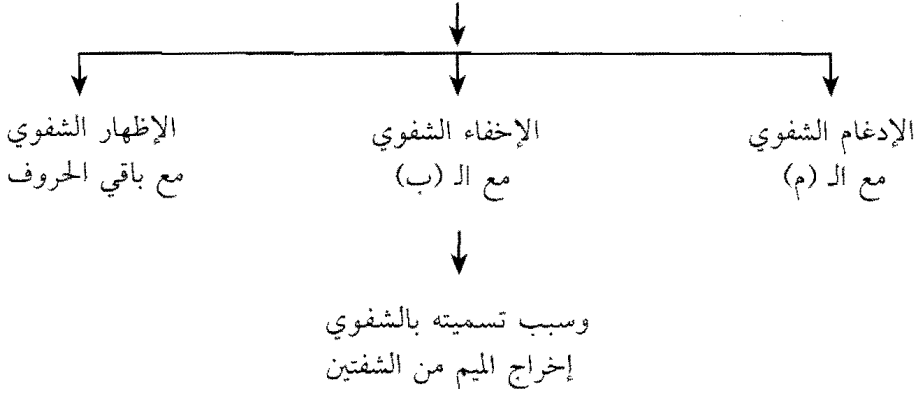 الإدغام الشفوي
مع الـ (م)
الإخفاء الشفوي
مع الـ (ب)
الإظهار الشفوي
مع باقي الحروف
وسبب تسميته بالشفوي
إخراج الميم من الشفتين